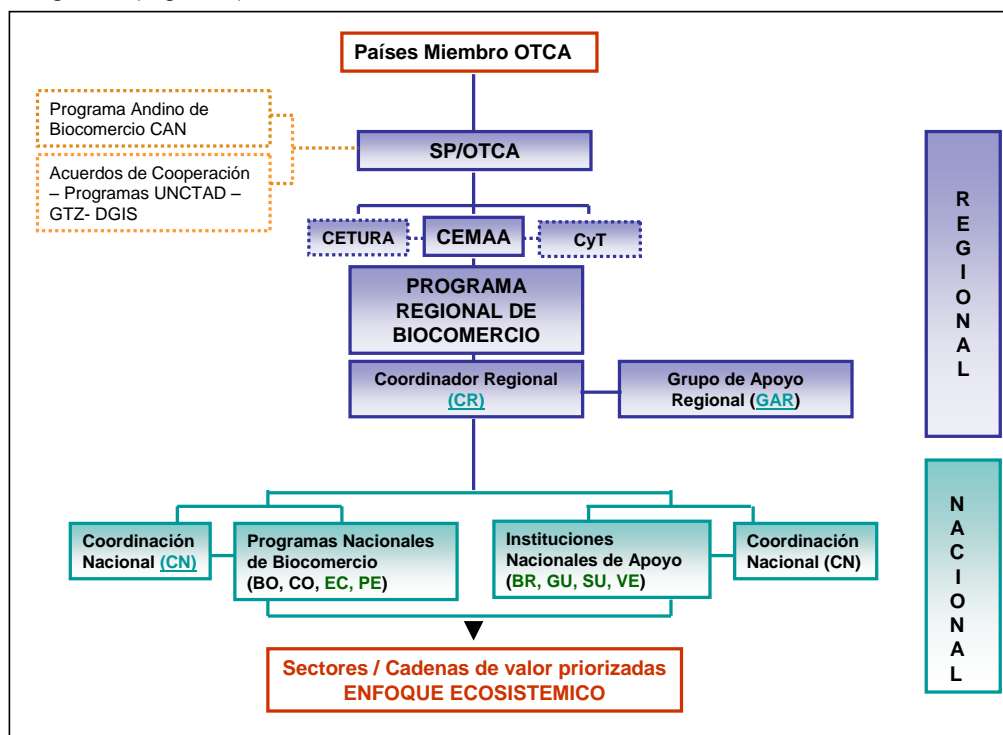 Países Miembro OTCA
Programa Andino de
Biocomercio CAN
Acuerdos de Cooperación
– Programas UNCTAD –
GTZ- DGIS
SP/OTCA
CETURA
CEMAA
CyT
PROGRAMA
REGIONAL DE
BIOCOMERCIO
Coordinador Regional
(CR)
Grupo de Apoyo
Regional (GAR)
R
E
G
I
O
N
A
L
Coordinación
Nacional (CN)
Programas Nacionales
de Biocomercio
(BO, CO, EC, PE)
Instituciones
Nacionales de Apoyo
(BR, GU, SU, VE)
Coordinación
Nacional (CN)
N
A
C
I
O
N
A
L
Sectores / Cadenas de valor priorizadas
ENFOQUE ECOSISTEMICO